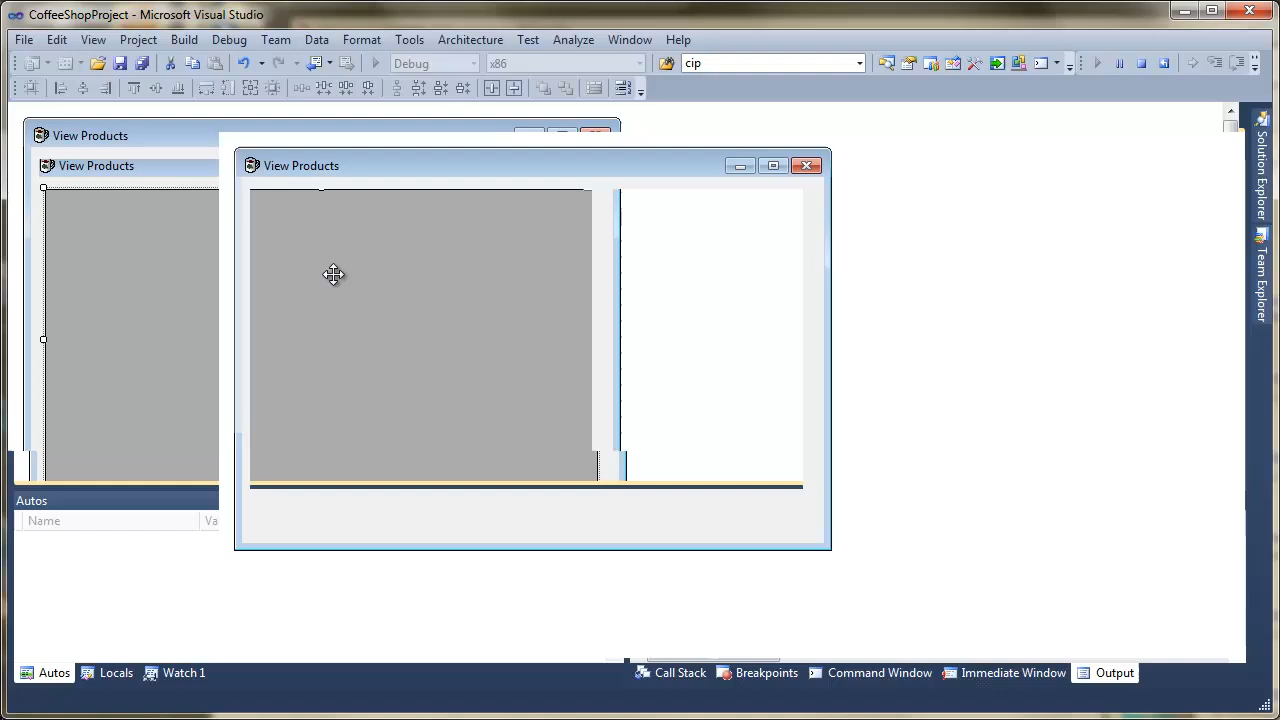 CoffeeShopProject - Microsoft Visual Studio
File Edit View Project Build Debug Team Data Format Tools Architecture Test Analyze Window Help
Debug x86 cip
View Products
View Products
View Products
Solution Explorer
Team Explorer
Autos
Name Va
Autos Locals Watch 1 Call Stack Breakpoints Command Window Immediate Window Output